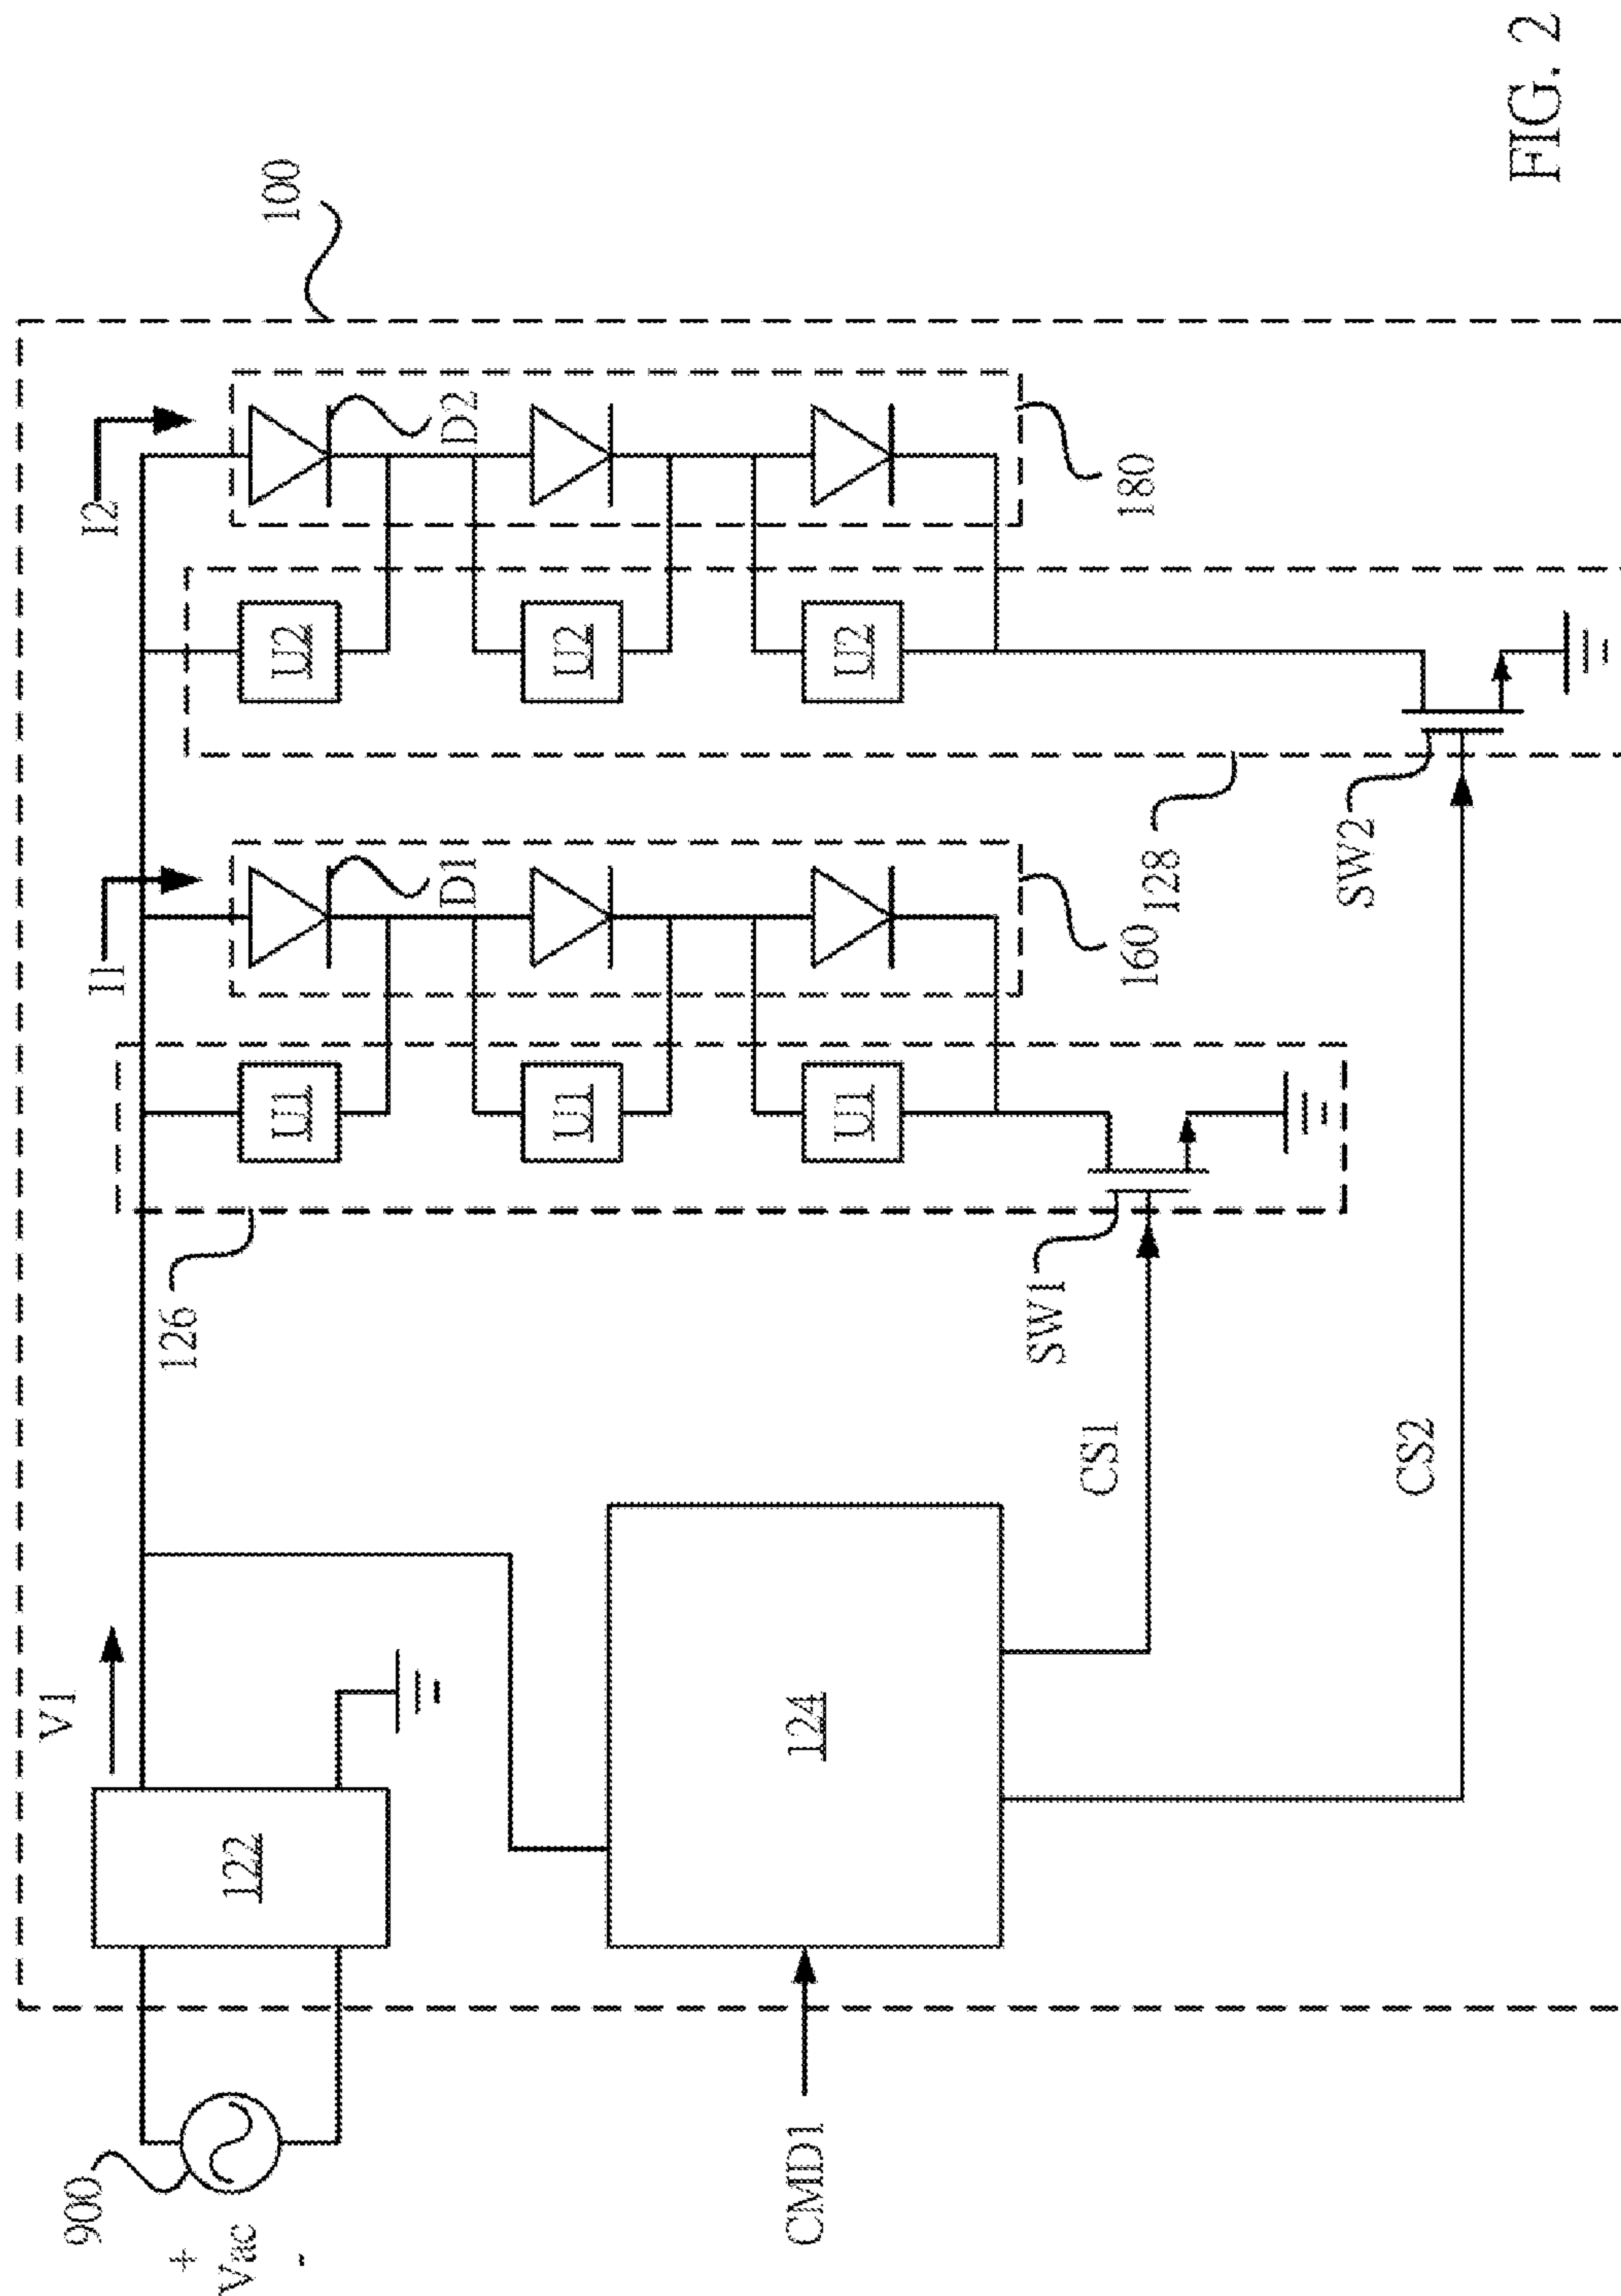 FIG. 2
100
I2
I1
V1
900
+
Vac
-
122
126
U1
U1
U1
D1
160
U2
U2
U2
D2
180
128
SW1
SW2
CS1
CS2
124
CMD1